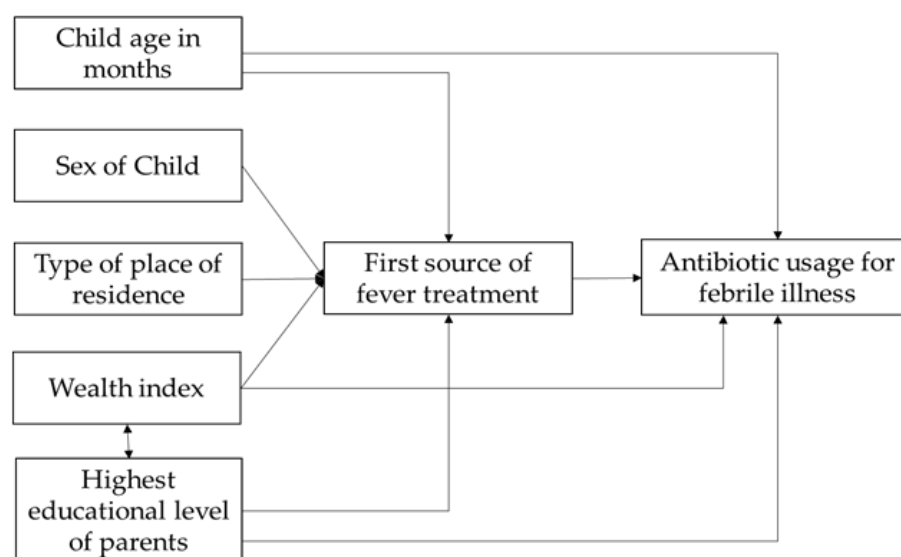 Child age in
months
Sex of Child
Type of place of
residence
First source of
fever treatment
Antibiotic usage for
febrile illness
Wealth index
Highest
educational level
of parents